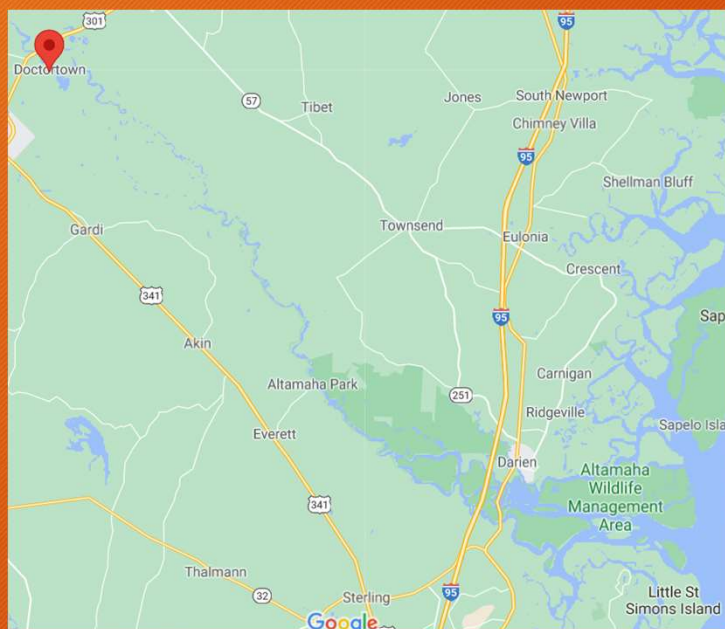 301
95
Doctortown
57
Tibet
Jones
South Newport
Chimney Villa
95
Shellman Bluff
Gardi
Townsend
Eulonia
Crescent
341
95
Akin
Altamaha Park
Carnigan
251
Ridgeville
Everett
Darien
Altamaha
Wildlife
Management
Area
341
Thalmann
32
Sterling
95
Little St
Simons Island
Google